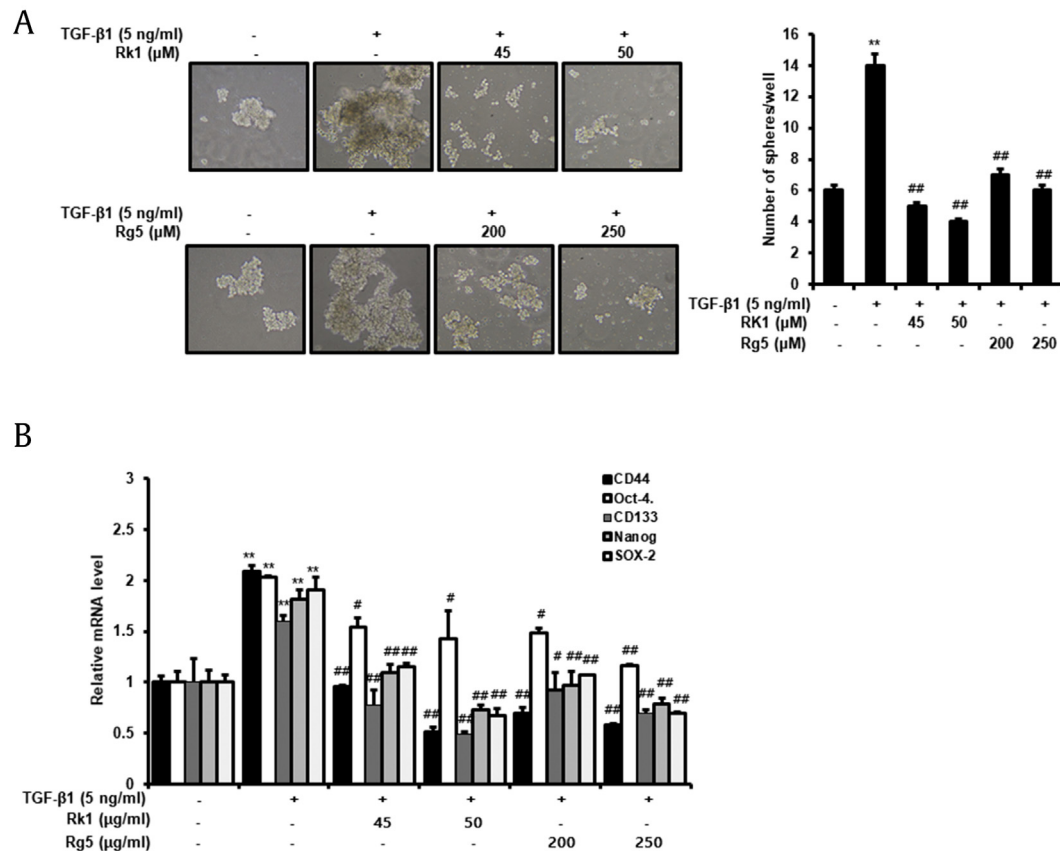 A
TGF-β1 (5 ng/ml) - + + +
Rk1 (µM) - - 45 50
TGF-β1 (5 ng/ml) - + + +
Rg5 (µM) - - 200 250
Number of spheres/well
16
14
12
10
8
6
4
2
0
**
##
##
##
##
TGF-β1 (5 ng/ml) - + + + + +
RK1 (µM) - - 45 50 - -
Rg5 (µM) - - - - 200 250
B
Relative mRNA level
3
2.5
2
1.5
1
0.5
0
CD44
Oct-4.
CD133
Nanog
SOX-2
** ** ** ** **
## # ## ## ##
## # ## ## ##
## # # ## ##
## ## ## ## ##
TGF-β1 (5 ng/ml) - + + + + +
Rk1 (µg/ml) - - 45 50 - -
Rg5 (µg/ml) - - - - 200 250